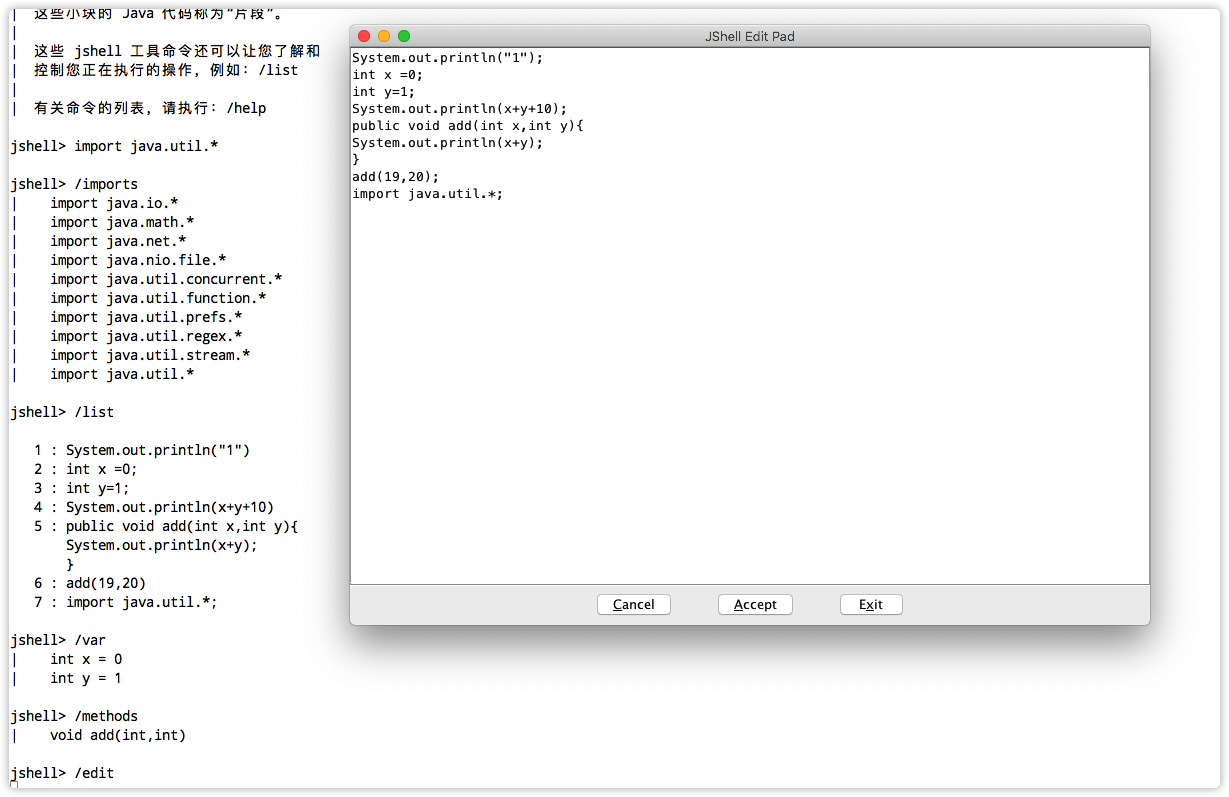 | 这些小块的 Java 代码称为"片段"。
|
| 这些 jshell 工具命令还可以让您了解和
| 控制您正在执行的操作, 例如: /list
|
| 有关命令的列表, 请执行: /help
jshell> import java.util.*
jshell> /imports
| import java.io.*
| import java.math.*
| import java.net.*
| import java.nio.file.*
| import java.util.concurrent.*
| import java.util.function.*
| import java.util.prefs.*
| import java.util.regex.*
| import java.util.stream.*
| import java.util.*
jshell> /list
1 : System.out.println("1")
2 : int x =0;
3 : int y=1;
4 : System.out.println(x+y+10)
5 : public void add(int x,int y){
System.out.println(x+y);
}
6 : add(19,20)
7 : import java.util.*;
jshell> /var
| int x = 0
| int y = 1
jshell> /methods
| void add(int,int)
jshell> /edit
JShell Edit Pad
System.out.println("1");
int x =0;
int y=1;
System.out.println(x+y+10);
public void add(int x,int y){
System.out.println(x+y);
}
add(19,20);
import java.util.*;
Cancel Accept Exit